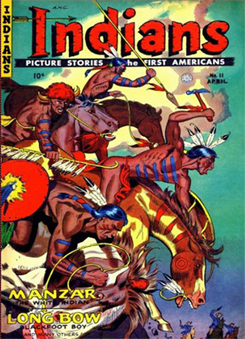 INDIANS
A.N.C.
Indians
PICTURE STORIES of the FIRST AMERICANS
10¢
No. 11
APRIL
MANZAR
THE WHITE INDIAN
LONG BOW
BLACKFOOT BOY
AND MANY OTHERS